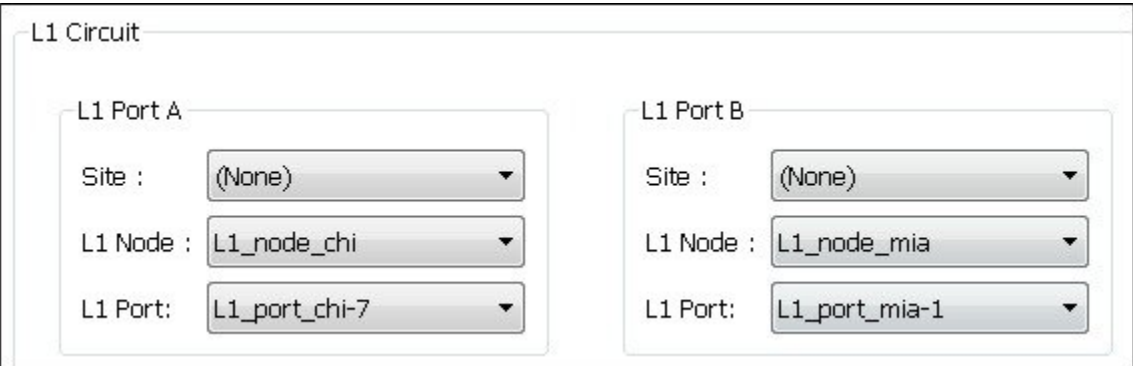 L1 Circuit
L1 Port A
Site : (None)
L1 Node : L1_node_chi
L1 Port: L1_port_chi-7
L1 Port B
Site : (None)
L1 Node : L1_node_mia
L1 Port: L1_port_mia-1